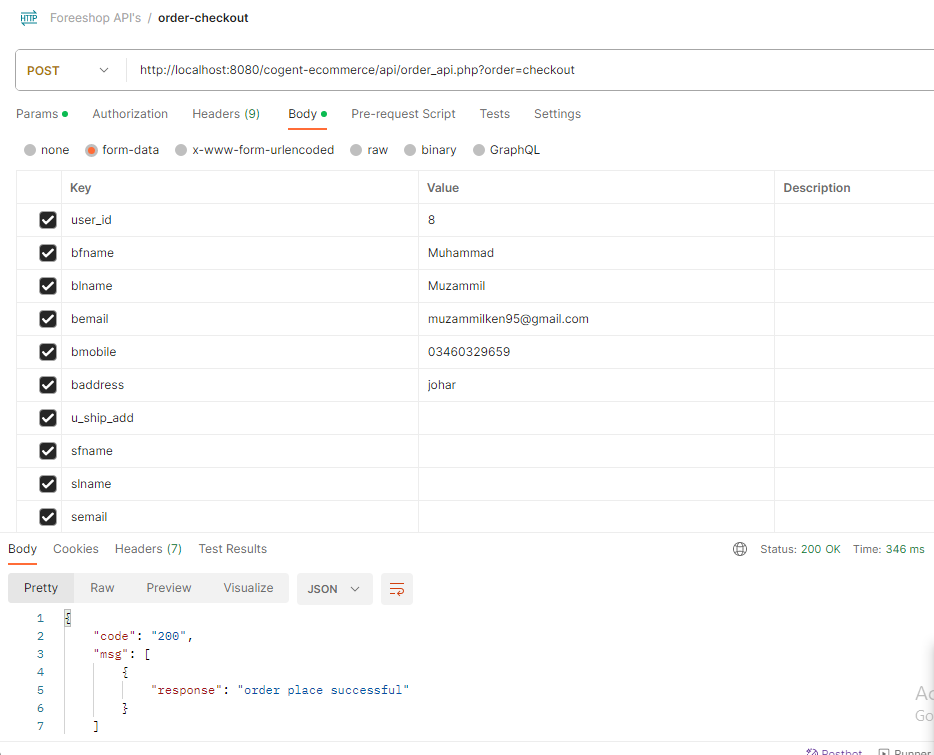 HTTP Foreeshop API's / order-checkout
POST http://localhost:8080/cogent-ecommerce/api/order_api.php?order=checkout
Params Authorization Headers (9) Body Pre-request Script Tests Settings
none form-data x-www-form-urlencoded raw binary GraphQL
Key Value Description
user_id 8
bfname Muhammad
blname Muzammil
bemail muzammilken95@gmail.com
bmobile 03460329659
baddress johar
u_ship_add
sfname
slname
semail
Body Cookies Headers (7) Test Results Status: 200 OK Time: 346 ms
Pretty Raw Preview Visualize JSON
1 {
2 "code": "200",
3 "msg": [
4 {
5 "response": "order place successful"
6 }
7 ]
Ac
Go
Postbot Runner